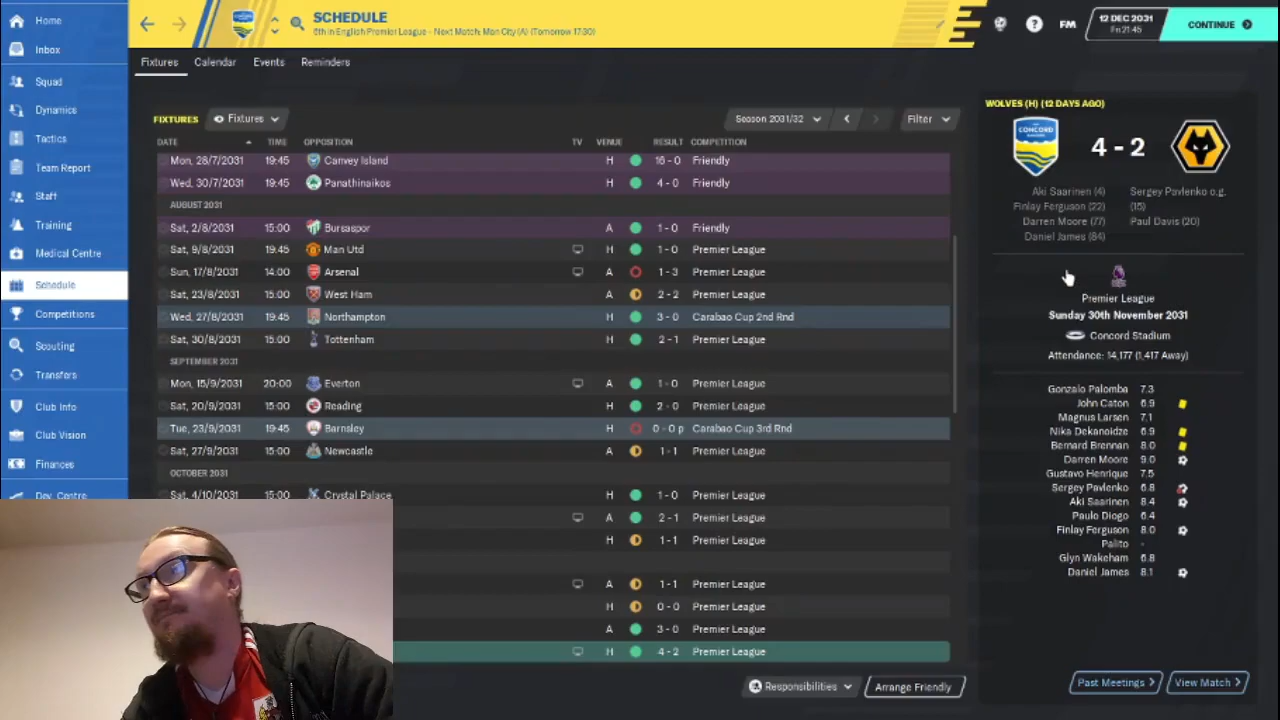 Home
Inbox
Squad
Dynamics
Tactics
Team Report
Staff
Training
Medical Centre
Schedule
Competitions
Scouting
Transfers
Club Info
Club Vision
Finances
Dev. Centre
CONCORD
SCHEDULE
6th in English Premier League - Next Match: Man City (A) (Tomorrow 17:30)
FM
12 DEC 2031
Fri 21:45
CONTINUE
Fixtures Calendar Events Reminders
FIXTURES Fixtures Season 2031/32 Filter
DATE TIME OPPOSITION TV VENUE RESULT COMPETITION
Mon, 28/7/2031 19:45 Canvey Island H 16 - 0 Friendly
Wed, 30/7/2031 19:45 Panathinaikos H 4 - 0 Friendly
AUGUST 2031
Sat, 2/8/2031 15:00 Bursaspor A 1 - 0 Friendly
Sat, 9/8/2031 19:45 Man Utd H 1 - 0 Premier League
Sun, 17/8/2031 14:00 Arsenal A 1 - 3 Premier League
Sat, 23/8/2031 15:00 West Ham A 2 - 2 Premier League
Wed, 27/8/2031 19:45 Northampton H 3 - 0 Carabao Cup 2nd Rnd
Sat, 30/8/2031 15:00 Tottenham H 2 - 1 Premier League
SEPTEMBER 2031
Mon, 15/9/2031 20:00 Everton A 1 - 0 Premier League
Sat, 20/9/2031 15:00 Reading H 2 - 0 Premier League
Tue, 23/9/2031 19:45 Barnsley H 0 - 0 p Carabao Cup 3rd Rnd
Sat, 27/9/2031 15:00 Newcastle A 1 - 1 Premier League
OCTOBER 2031
Sat, 4/10/2031 15:00 Crystal Palace H 1 - 0 Premier League
A 2 - 1 Premier League
H 1 - 1 Premier League
A 1 - 1 Premier League
H 0 - 0 Premier League
A 3 - 0 Premier League
H 4 - 2 Premier League
Responsibilities Arrange Friendly
WOLVES (H) (12 DAYS AGO)
CONCORD
4 - 2
Aki Saarinen (4)
Finlay Ferguson (22)
Darren Moore (77)
Daniel James (84)
Sergey Pavlenko o.g.
(15)
Paul Davis (20)
Premier League
Sunday 30th November 2031
Concord Stadium
Attendance: 14,177 (1,417 Away)
Gonzalo Palomba 7.3
John Caton 6.9
Magnus Larsen 7.1
Nika Dekanoidze 6.9
Bernard Brennan 8.0
Darren Moore 9.0
Gustavo Henrique 7.5
Sergey Pavlenko 6.8
Aki Saarinen 8.4
Paulo Diogo 6.4
Finlay Ferguson 8.0
Palito -
Glyn Wakeham 6.8
Daniel James 8.1
Past Meetings View Match